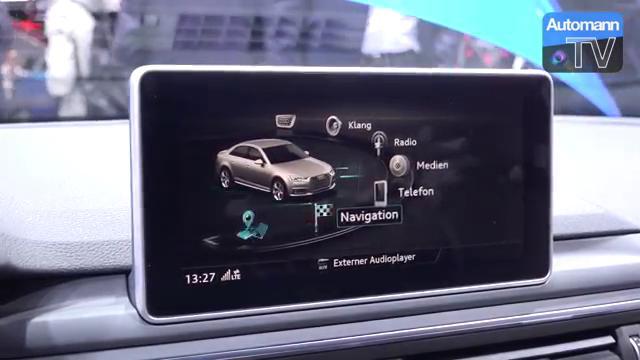 Automann
TV
Klang
Radio
Medien
Telefon
Navigation
Externer Audioplayer
13:27
LTE